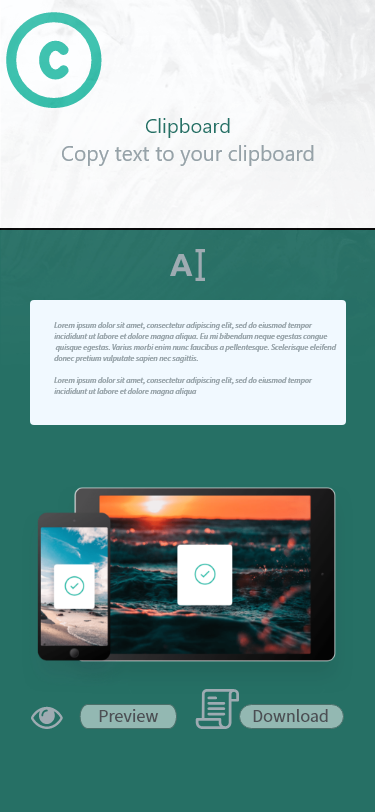 C
Clipboard
Copy text to your clipboard
A
Lorem ipsum dolor sit amet, consectetur adipiscing elit, sed do eiusmod tempor
incididunt ut labore et dolore magna aliqua. Eu mi bibendum neque egestas congue
quisque egestas. Varius morbi enim nunc faucibus a pellentesque. Scelerisque eleifend
donec pretium vulputate sapien nec sagittis.
Lorem ipsum dolor sit amet, consectetur adipiscing elit, sed do eiusmod tempor
incididunt ut labore et dolore magna aliqua
Preview
Download